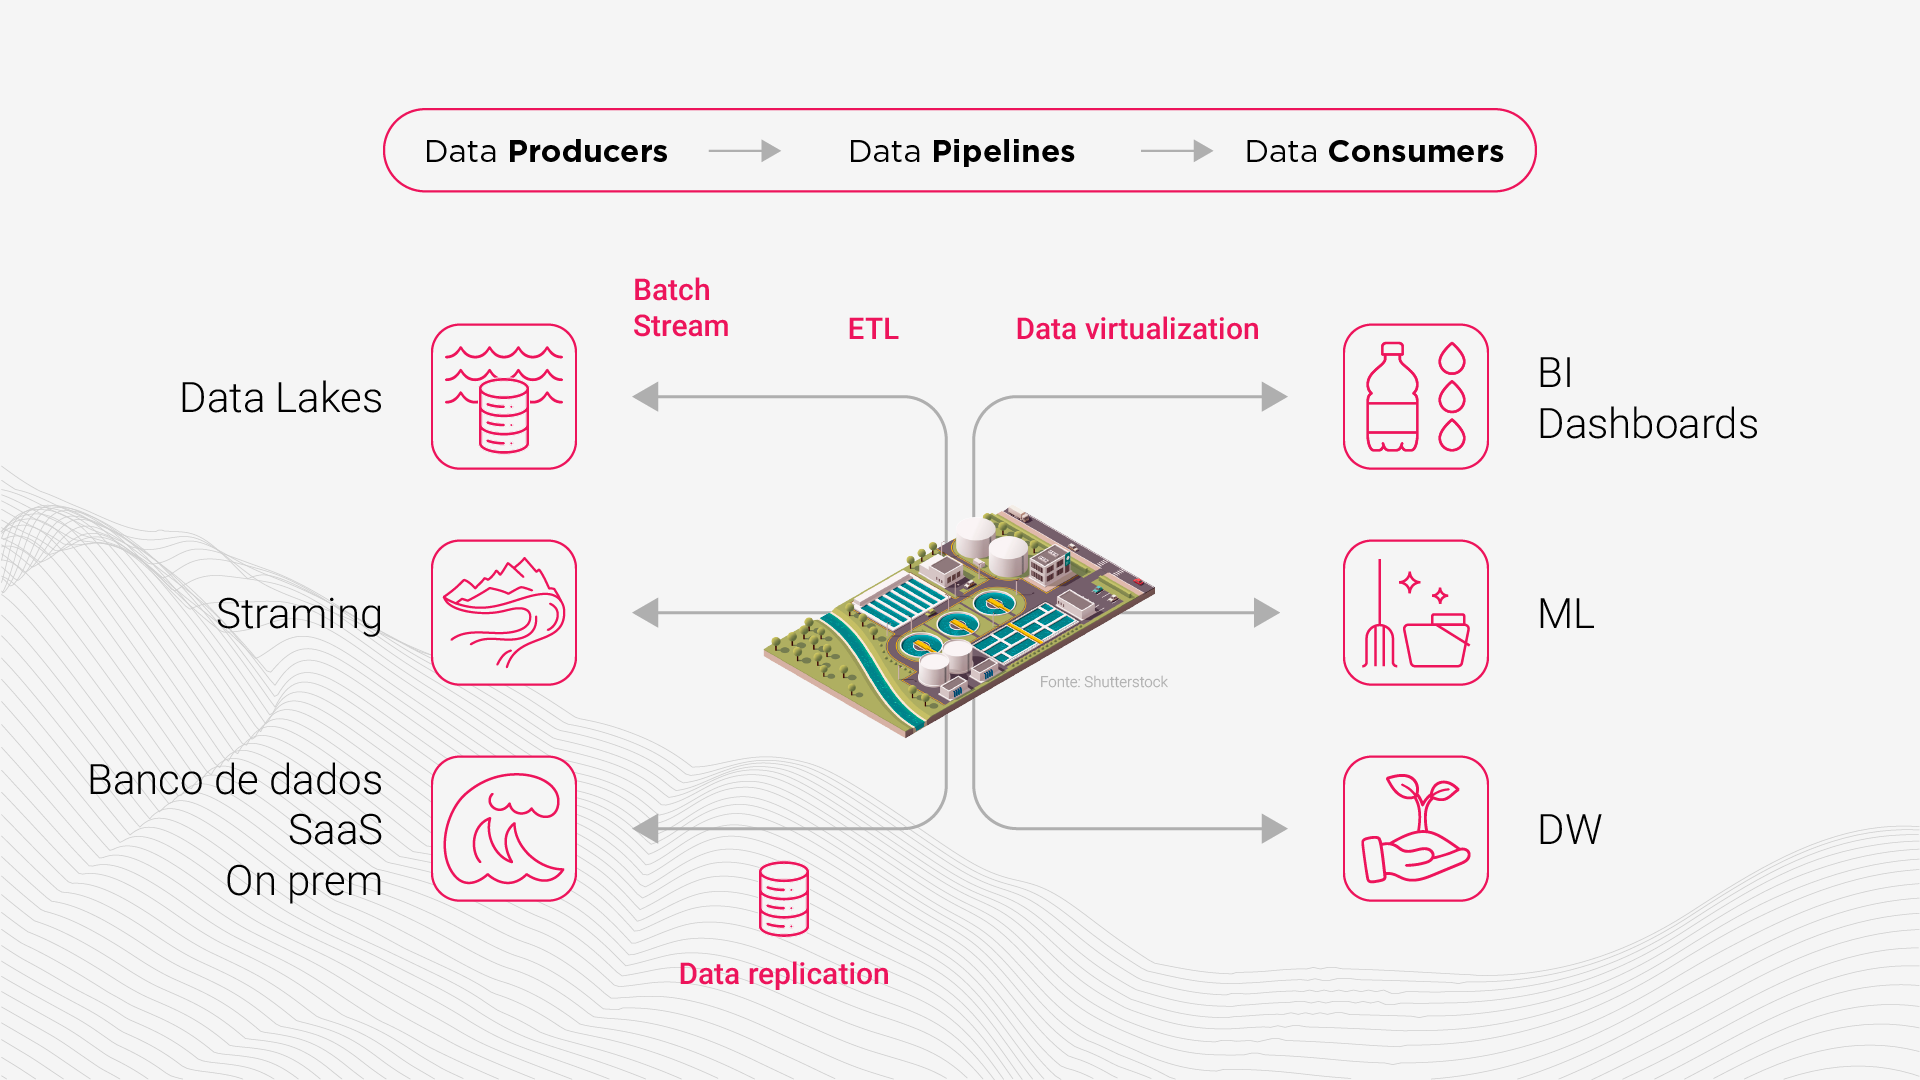 Data Producers
Data Pipelines
Data Consumers
Batch
Stream
ETL
Data virtualization
Data Lakes
BI
Dashboards
Straming
ML
Fonte: Shutterstock
Banco de dados
SaaS
On prem
DW
Data replication